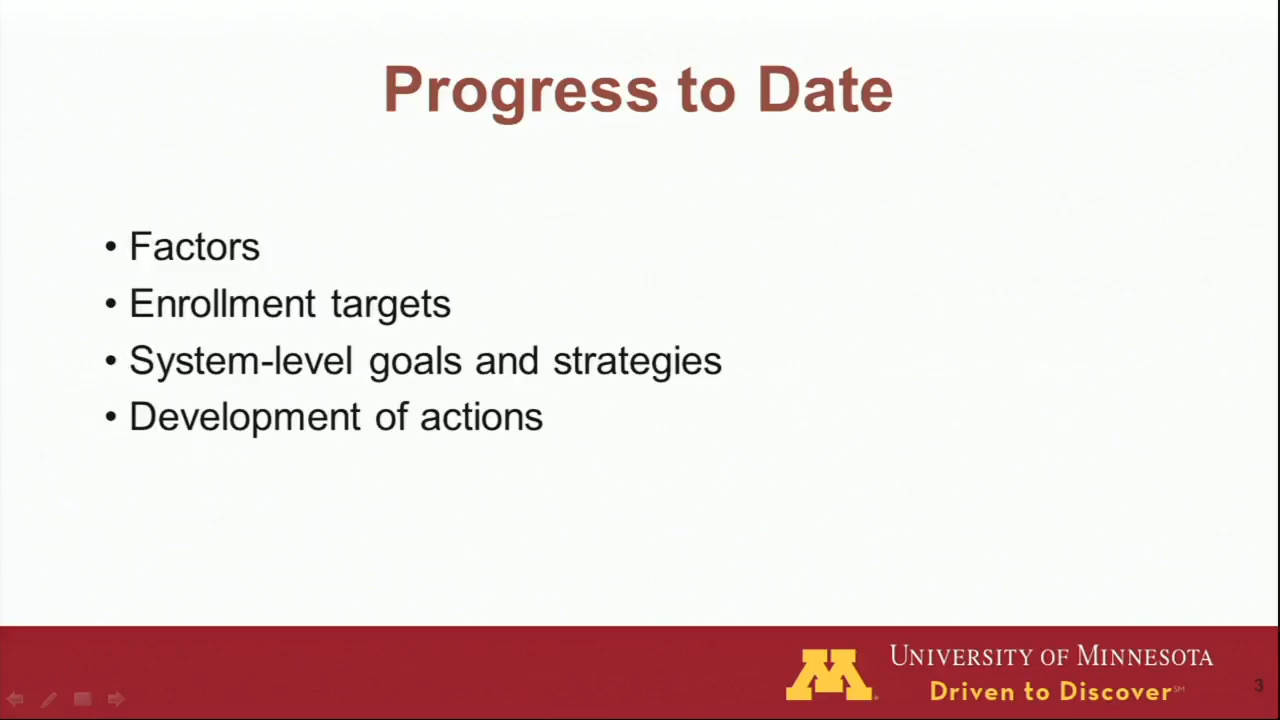 Progress to Date
• Factors
• Enrollment targets
• System-level goals and strategies
• Development of actions
M
UNIVERSITY OF MINNESOTA
Driven to Discover℠
3